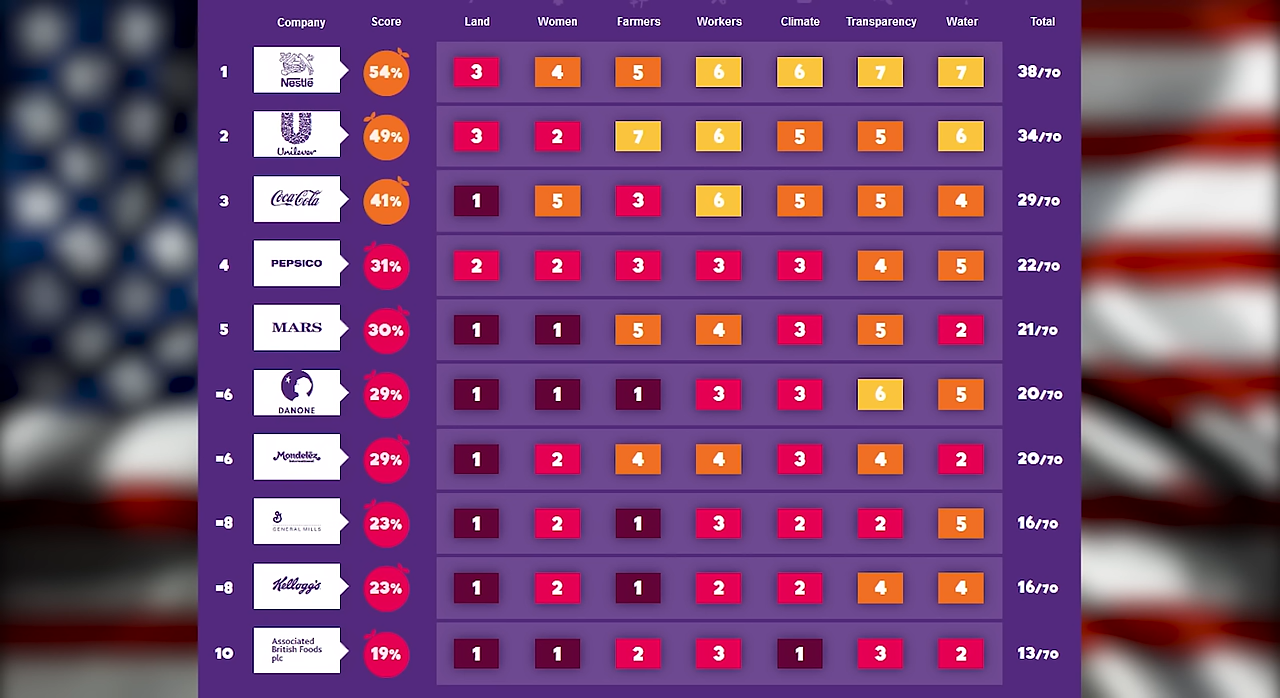 Company Score Land Women Farmers Workers Climate Transparency Water Total
1 Nestlē 54% 3 4 5 6 6 7 7 38/70
2 Unilever 49% 3 2 7 6 5 5 6 34/70
3 Coca-Cola 41% 1 5 3 6 5 5 4 29/70
4 PEPSICO 31% 2 2 3 3 3 4 5 22/70
5 MARS 30% 1 1 5 4 3 5 2 21/70
=6 DANONE 29% 1 1 1 3 3 6 5 20/70
=6 Mondelēz International 29% 1 2 4 4 3 4 2 20/70
=8 GENERAL MILLS 23% 1 2 1 3 2 2 5 16/70
=8 Kellogg's 23% 1 2 1 2 2 4 4 16/70
10 Associated British Foods plc 19% 1 1 2 3 1 3 2 13/70